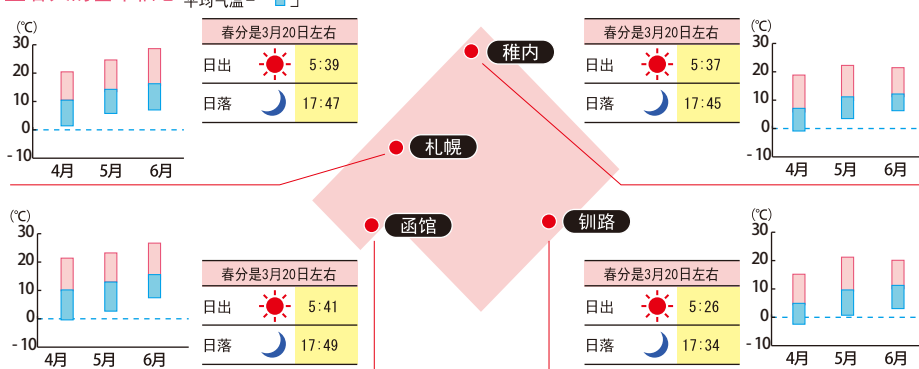 平均气温
(℃)
30
20
10
0
-10
4月 5月 6月
春分是3月20日左右
日出 5:39
日落 17:47
稚内
札幌
函馆
钏路
春分是3月20日左右
日出 5:37
日落 17:45
(℃)
30
20
10
0
-10
4月 5月 6月
(℃)
30
20
10
0
-10
4月 5月 6月
春分是3月20日左右
日出 5:41
日落 17:49
春分是3月20日左右
日出 5:26
日落 17:34
(℃)
30
20
10
0
-10
4月 5月 6月